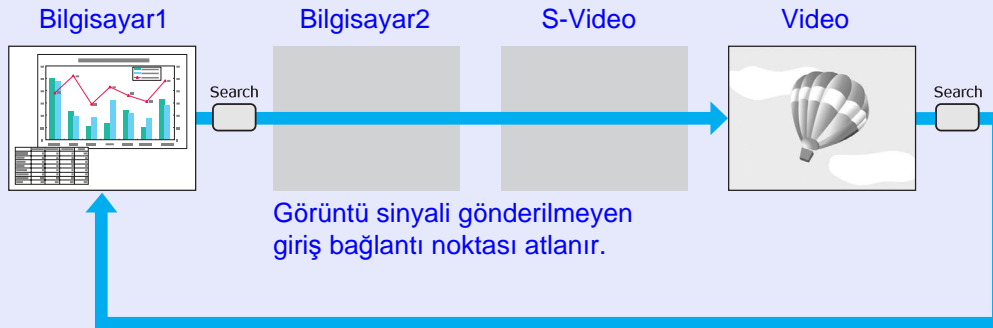 Bilgisayar1 Bilgisayar2 S-Video Video
Search Search
Görüntü sinyali gönderilmeyen
giriş bağlantı noktası atlanır.